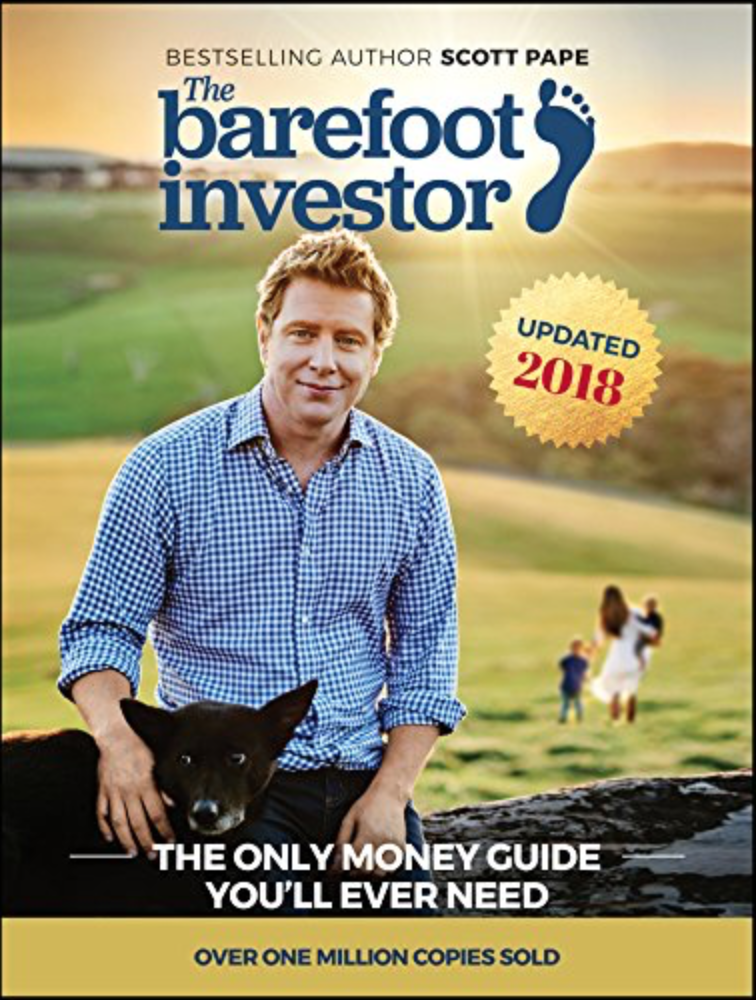 BESTSELLING AUTHOR SCOTT PAPE
The
barefoot
investor
UPDATED
2018
THE ONLY MONEY GUIDE
YOU'LL EVER NEED
OVER ONE MILLION COPIES SOLD